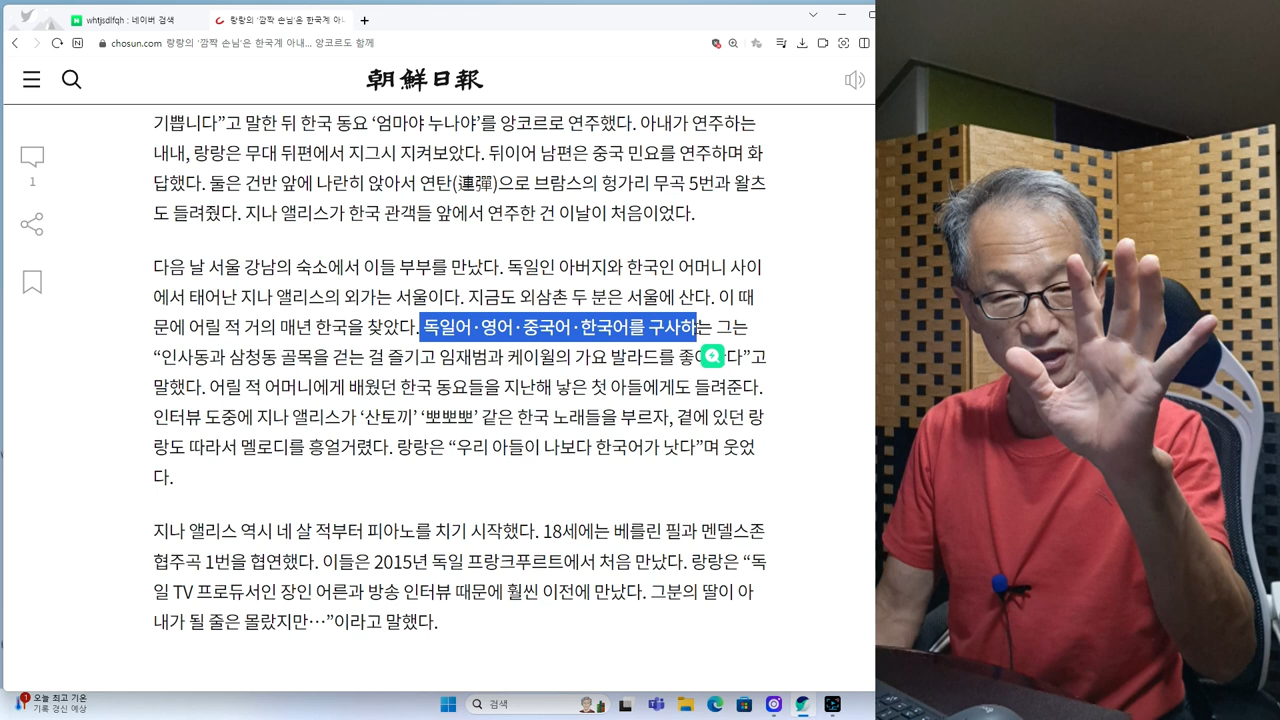 whtjsdlfqh : 네이버 검색
랑랑의 ‘깜짝 손님’은 한국계 아내
chosun.com 랑랑의 ‘깜짝 손님’은 한국계 아내... 앙코르도 함께
朝鮮日報
기쁩니다”고 말한 뒤 한국 동요 ‘엄마야 누나야’를 앙코르로 연주했다. 아내가 연주하는
내내, 랑랑은 무대 뒤편에서 지그시 지켜보았다. 뒤이어 남편은 중국 민요를 연주하며 화
답했다. 둘은 건반 앞에 나란히 앉아서 연탄(連彈)으로 브람스의 헝가리 무곡 5번과 왈츠
도 들려줬다. 지나 앨리스가 한국 관객들 앞에서 연주한 건 이날이 처음이었다.
1
다음 날 서울 강남의 숙소에서 이들 부부를 만났다. 독일인 아버지와 한국인 어머니 사이
에서 태어난 지나 앨리스의 외가는 서울이다. 지금도 외삼촌 두 분은 서울에 산다. 이 때
문에 어릴 적 거의 매년 한국을 찾았다. 독일어·영어·중국어·한국어를 구사하는 그는
“인사동과 삼청동 골목을 걷는 걸 즐기고 임재범과 케이윌의 가요 발라드를 좋 다”고
말했다. 어릴 적 어머니에게 배웠던 한국 동요들을 지난해 낳은 첫 아들에게도 들려준다.
인터뷰 도중에 지나 앨리스가 ‘산토끼’ ‘뽀뽀뽀’ 같은 한국 노래들을 부르자, 곁에 있던 랑
랑도 따라서 멜로디를 흥얼거렸다. 랑랑은 “우리 아들이 나보다 한국어가 낫다”며 웃었
다.
지나 앨리스 역시 네 살 적부터 피아노를 치기 시작했다. 18세에는 베를린 필과 멘델스존
협주곡 1번을 협연했다. 이들은 2015년 독일 프랑크푸르트에서 처음 만났다. 랑랑은 “독
일 TV 프로듀서인 장인 어른과 방송 인터뷰 때문에 훨씬 이전에 만났다. 그분의 딸이 아
내가 될 줄은 몰랐지만…”이라고 말했다.
1
오늘 최고 기온
기록 경신 예상
검색